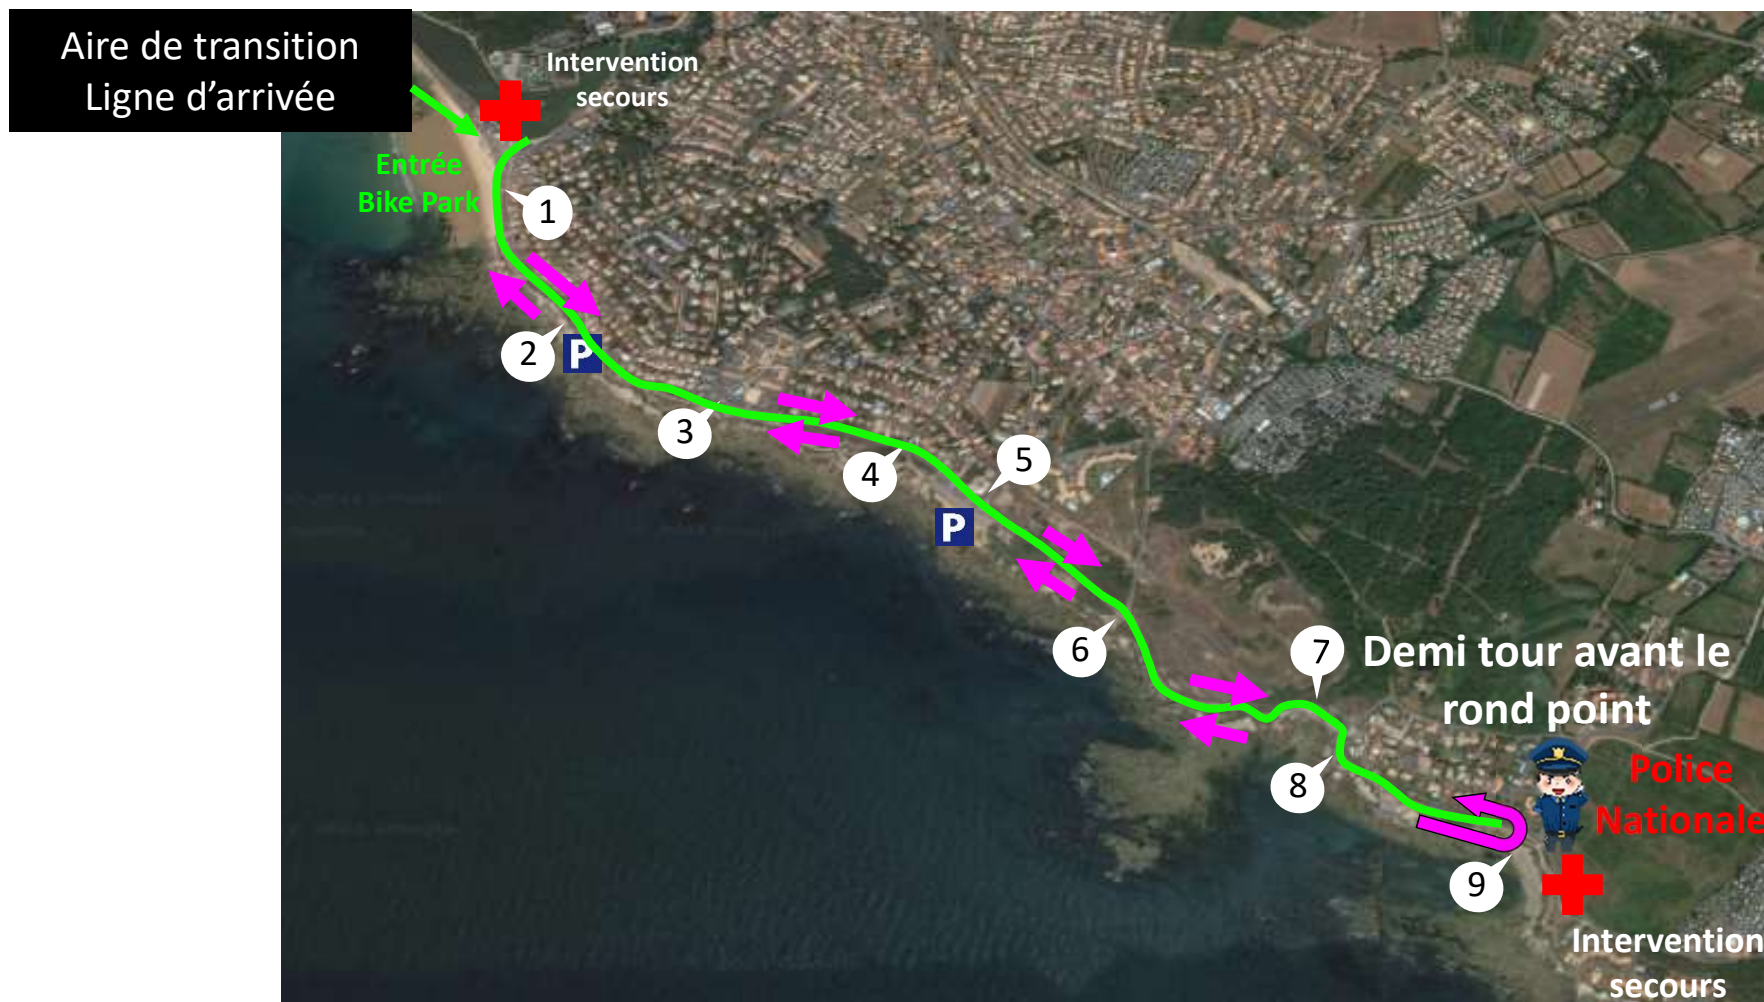 Aire de transition
Ligne d'arrivée
Intervention
secours
Entrée
Bike Park
1
2
P
3
4
5
P
6
7
Demi tour avant le
rond point
8
Police
Nationale
9
Intervention
secours